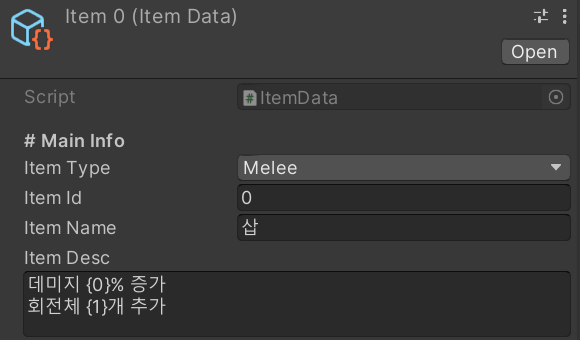 Item 0 (Item Data)
Open
Script
ItemData
# Main Info
Item Type
Melee
Item Id
0
Item Name
삽
Item Desc
데미지 {0}% 증가
회전체 {1}개 추가